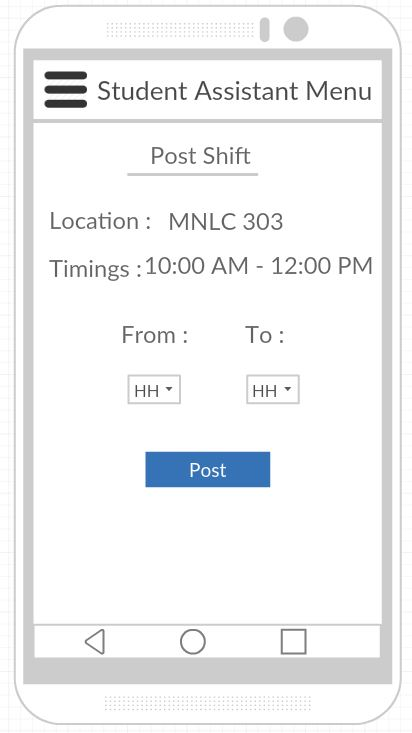 Student Assistant Menu
Post Shift
Location : MNLC 303
Timings : 10:00 AM - 12:00 PM
From : To :
HH HH
Post